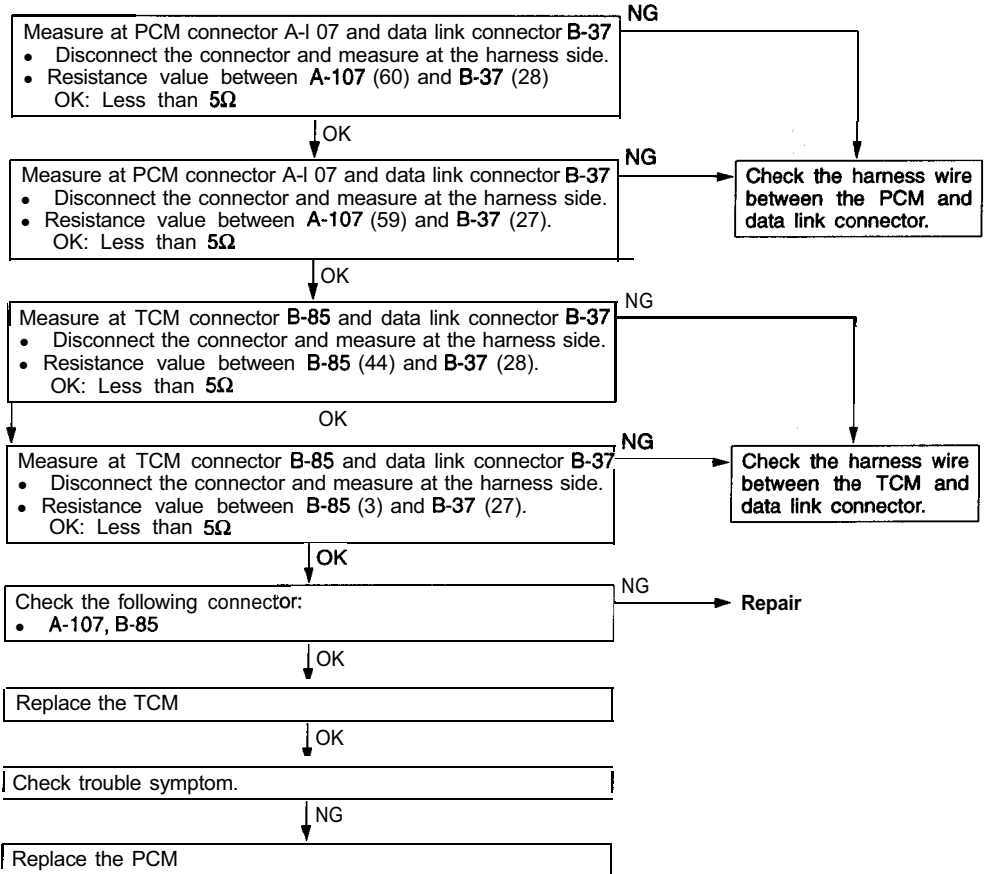 NG
Measure at PCM connector A-I 07 and data link connector B-37
• Disconnect the connector and measure at the harness side.
• Resistance value between A-107 (60) and B-37 (28)
OK: Less than 5Ω
OK
NG
Measure at PCM connector A-I 07 and data link connector B-37
• Disconnect the connector and measure at the harness side.
• Resistance value between A-107 (59) and B-37 (27).
OK: Less than 5Ω
Check the harness wire
between the PCM and
data link connector.
OK
NG
Measure at TCM connector B-85 and data link connector B-37
• Disconnect the connector and measure at the harness side.
• Resistance value between B-85 (44) and B-37 (28).
OK: Less than 5Ω
OK
NG
Measure at TCM connector B-85 and data link connector B-37
• Disconnect the connector and measure at the harness side.
• Resistance value between B-85 (3) and B-37 (27).
OK: Less than 5Ω
Check the harness wire
between the TCM and
data link connector.
OK
NG
Check the following connector:
• A-107, B-85
Repair
OK
Replace the TCM
OK
Check trouble symptom.
NG
Replace the PCM